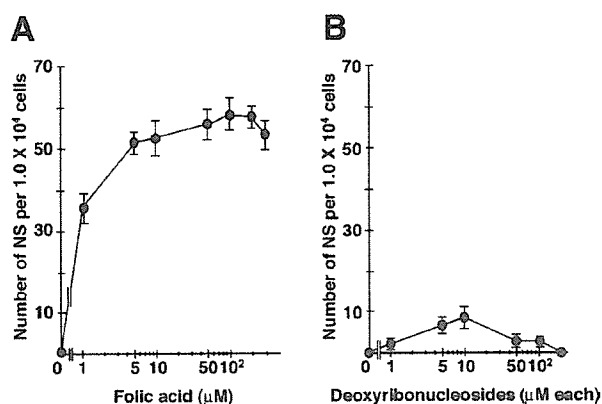 A
Number of NS per 1.0 X 10⁴ cells
70
50
30
10
0 1 5 10 50 10²
Folic acid (μM)
B
Number of NS per 1.0 X 10⁴ cells
70
50
30
10
0 1 5 10 50 10²
Deoxyribonucleosides (μM each)